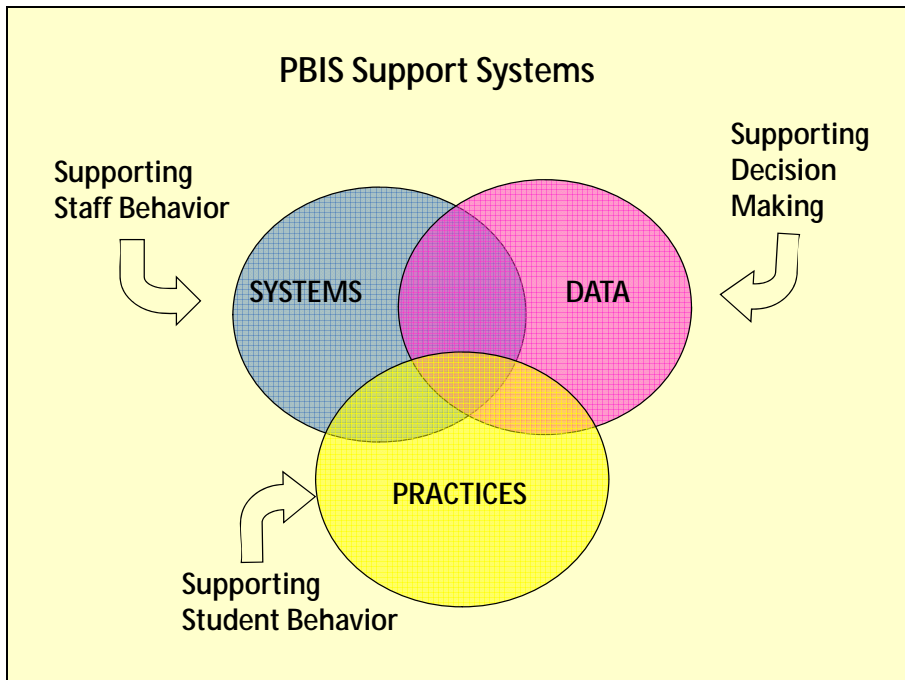 PBIS Support Systems
Supporting
Staff Behavior
Supporting
Decision
Making
SYSTEMS
DATA
PRACTICES
Supporting
Student Behavior